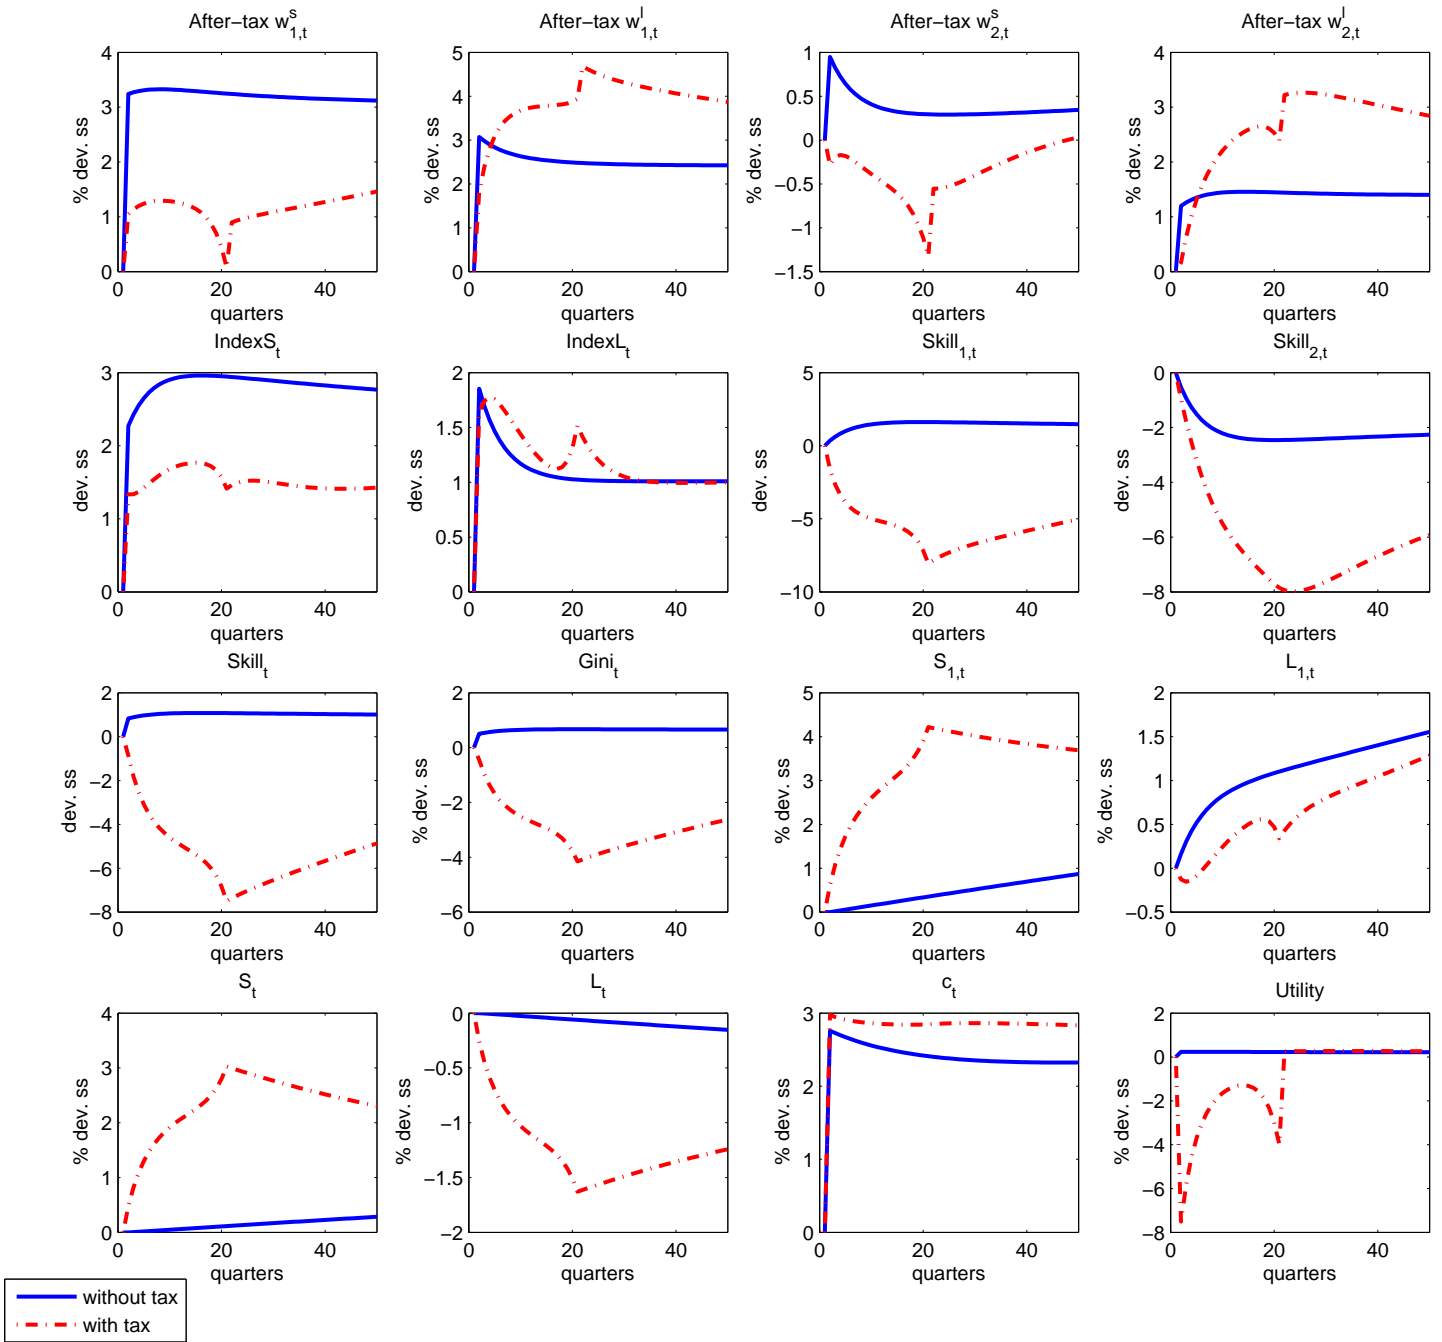 After−tax w^s_{1,t}
After−tax w^l_{1,t}
After−tax w^s_{2,t}
After−tax w^l_{2,t}
% dev. ss
4
3
2
1
0
0 20 40
quarters
% dev. ss
5
4
3
2
1
0
0 20 40
quarters
% dev. ss
1
0.5
0
−0.5
−1
−1.5
0 20 40
quarters
% dev. ss
4
3
2
1
0
0 20 40
quarters
IndexS_t
dev. ss
3
2
1
0
0 20 40
quarters
IndexL_t
dev. ss
2
1.5
1
0.5
0
0 20 40
quarters
Skill_{1,t}
dev. ss
5
0
−5
−10
0 20 40
quarters
Skill_{2,t}
dev. ss
0
−2
−4
−6
−8
0 20 40
quarters
Skill_t
dev. ss
2
0
−2
−4
−6
−8
0 20 40
quarters
Gini_t
% dev. ss
2
0
−2
−4
−6
0 20 40
quarters
S_{1,t}
% dev. ss
5
4
3
2
1
0
0 20 40
quarters
L_{1,t}
% dev. ss
2
1.5
1
0.5
0
−0.5
0 20 40
quarters
S_t
% dev. ss
4
3
2
1
0
0 20 40
quarters
L_t
% dev. ss
0
−0.5
−1
−1.5
−2
0 20 40
quarters
c_t
% dev. ss
3
2
1
0
0 20 40
quarters
Utility
% dev. ss
2
0
−2
−4
−6
−8
0 20 40
quarters
without tax
with tax